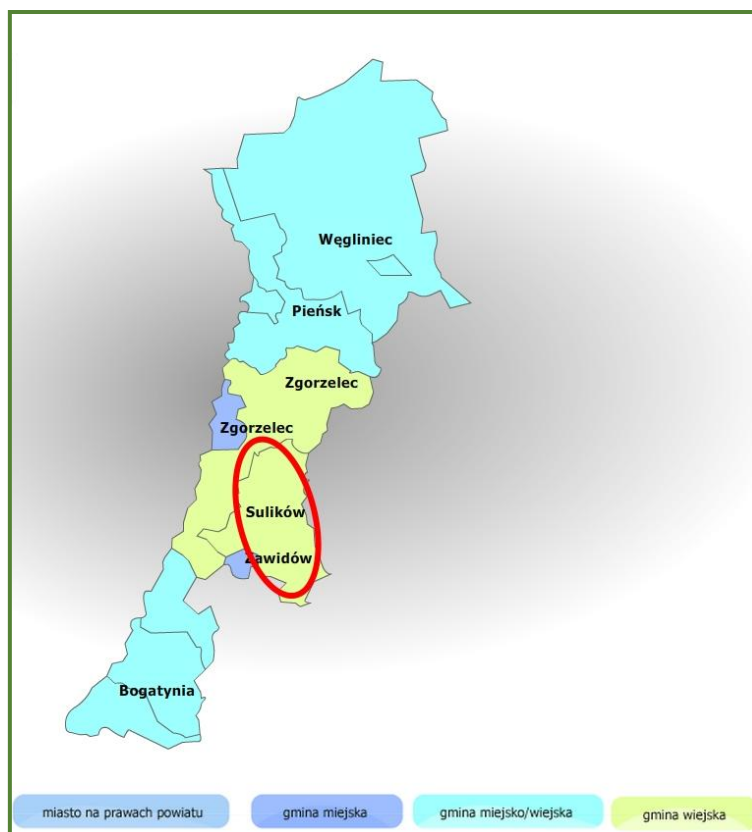 Węgliniec
Pieńsk
Zgorzelec
Zgorzelec
Sulików
Zawidów
Bogatynia
miasto na prawach powiatu
gmina miejska
gmina miejsko/wiejska
gmina wiejska